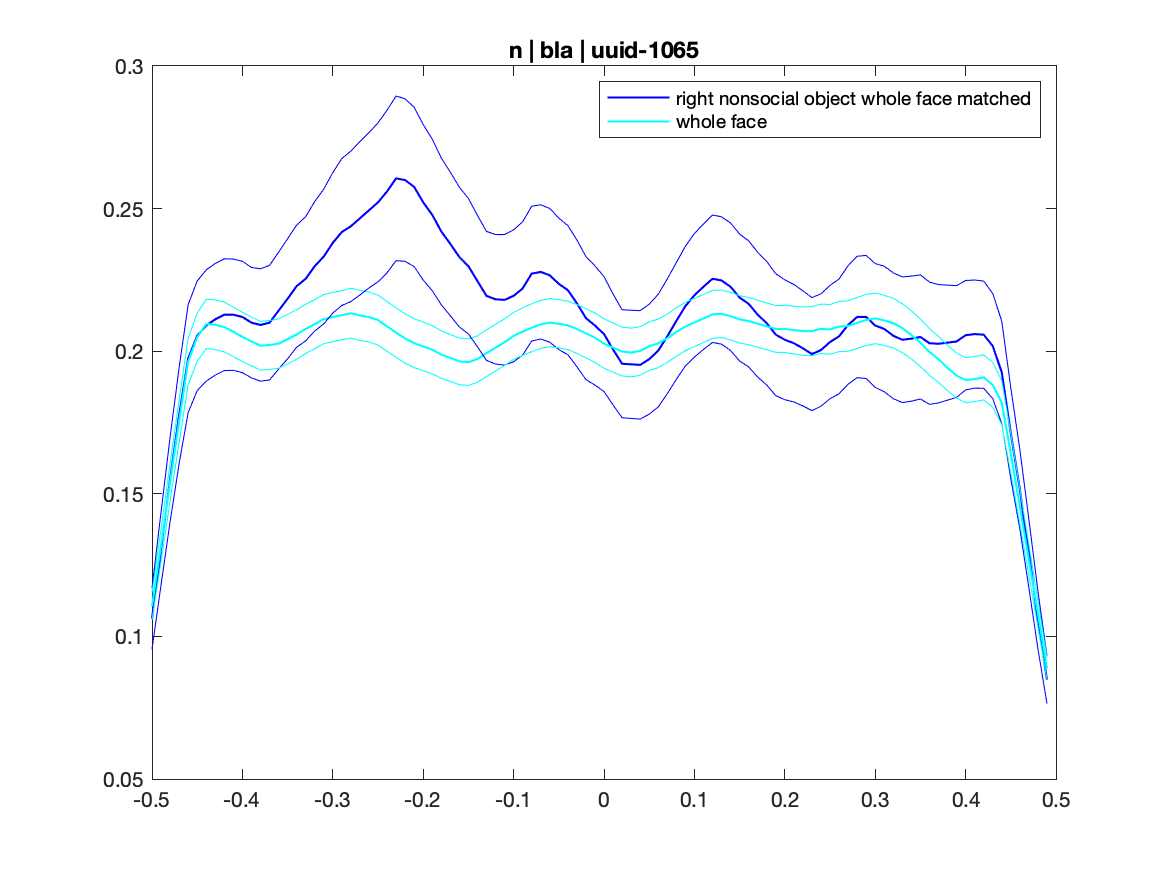 n | bla | uuid-1065
right nonsocial object whole face matched
whole face
0.3
0.25
0.2
0.15
0.1
0.05
-0.5 -0.4 -0.3 -0.2 -0.1 0 0.1 0.2 0.3 0.4 0.5